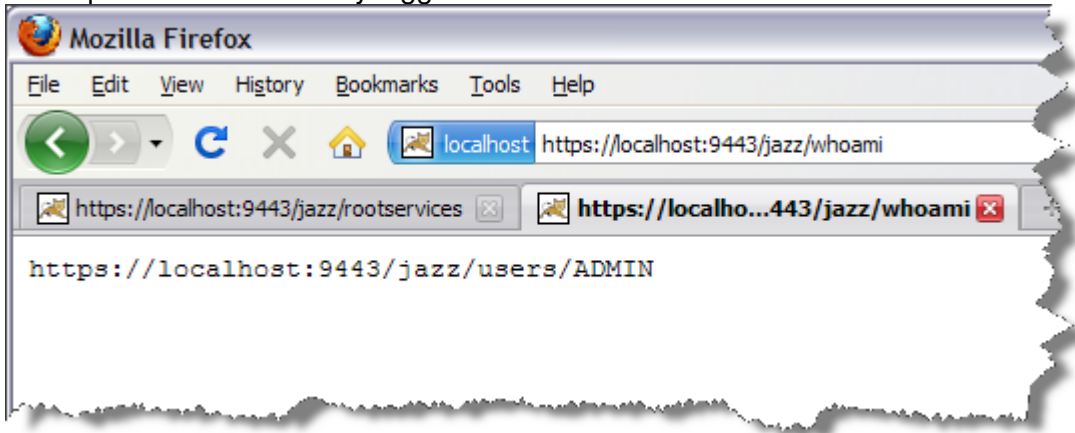 Mozilla Firefox
File Edit View History Bookmarks Tools Help
localhost https://localhost:9443/jazz/whoami
https://localhost:9443/jazz/rootservices https://localho...443/jazz/whoami
https://localhost:9443/jazz/users/ADMIN